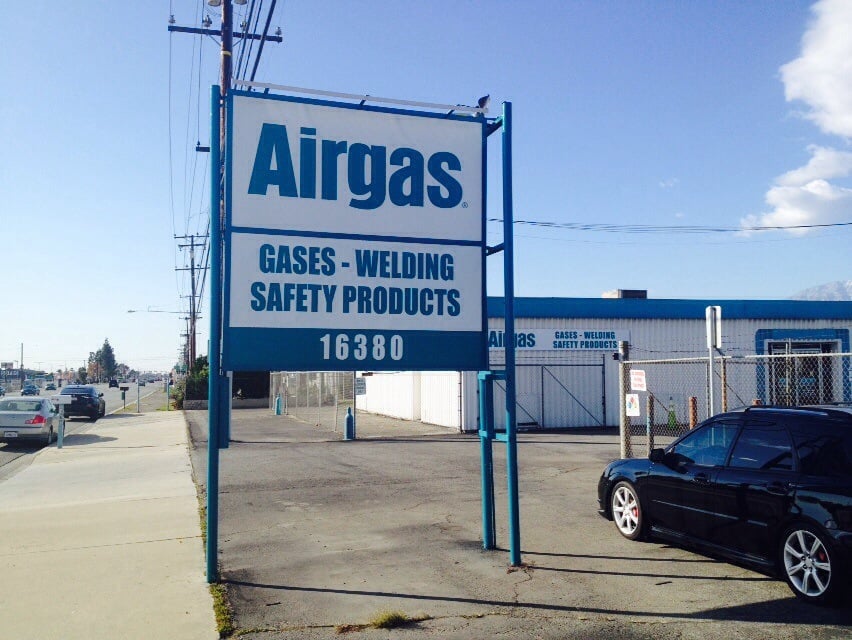 Airgas®
GASES - WELDING
SAFETY PRODUCTS
16380
Airgas
GASES - WELDING
SAFETY PRODUCTS